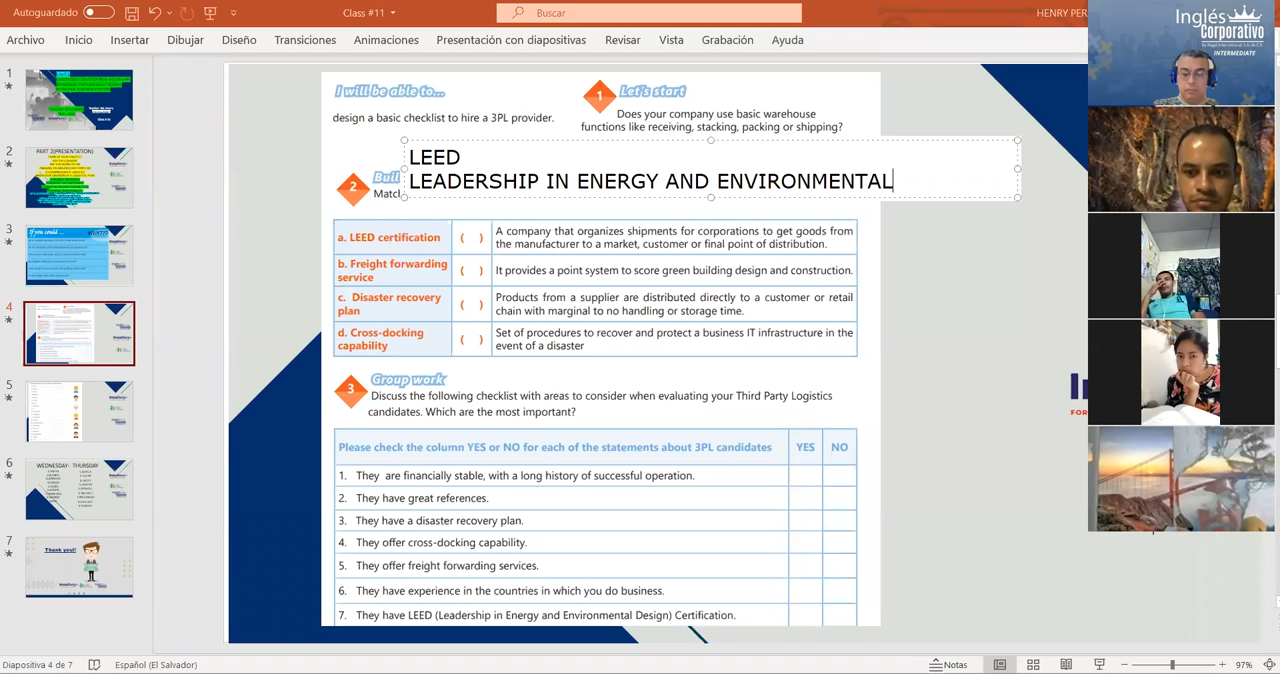 Autoguardado
Class #11
Buscar
HENRY PER
Archivo Inicio Insertar Dibujar Diseño Transiciones Animaciones Presentación con diapositivas Revisar Vista Grabación Ayuda
Inglés
Corporativo
INTERMEDIATE
1
2
PART 2(PRESENTATION)
3
If you could ...
4
5
6
WEDNESDAY- THURSDAY
7
Thank you!!
I will be able to...
design a basic checklist to hire a 3PL provider.
1 Let's start
Does your company use basic warehouse
functions like receiving, stacking, packing or shipping?
LEED
LEADERSHIP IN ENERGY AND ENVIRONMENTAL
2 Buil
Matcl
a. LEED certification ( ) A company that organizes shipments for corporations to get goods from
the manufacturer to a market, customer or final point of distribution.
b. Freight forwarding
service ( ) It provides a point system to score green building design and construction.
c. Disaster recovery
plan ( ) Products from a supplier are distributed directly to a customer or retail
chain with marginal to no handling or storage time.
d. Cross-docking
capability ( ) Set of procedures to recover and protect a business IT infrastructure in the
event of a disaster
3 Group work
Discuss the following checklist with areas to consider when evaluating your Third Party Logistics
candidates. Which are the most important?
Please check the column YES or NO for each of the statements about 3PL candidates YES NO
1. They are financially stable, with a long history of successful operation.
2. They have great references.
3. They have a disaster recovery plan.
4. They offer cross-docking capability.
5. They offer freight forwarding services.
6. They have experience in the countries in which you do business.
7. They have LEED (Leadership in Energy and Environmental Design) Certification.
Diapositiva 4 de 7
Español (El Salvador)
Notas
97%